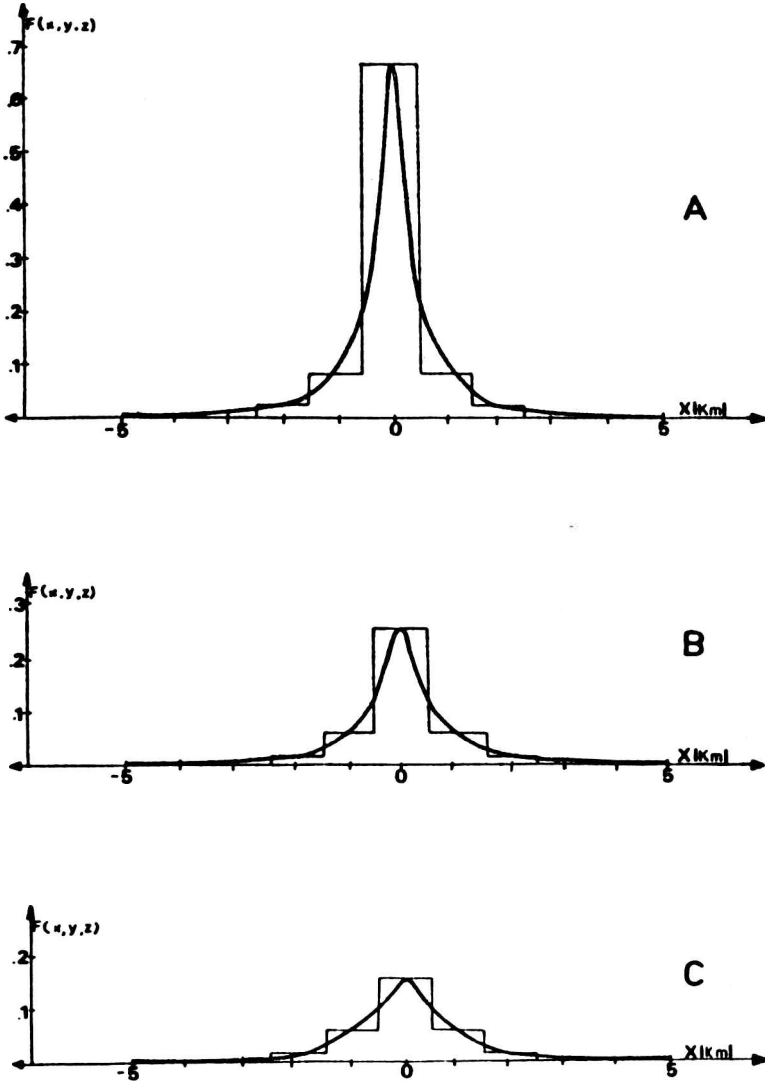 F(x,y.z)
.7
.6
.5
.4
.3
.2
.1
A
X|Km|
-5
0
5
F(x,y,z)
.3
.2
.1
B
X|Km|
-5
0
5
F(x,y,z)
.2
.1
C
X|Km|
-5
0
5